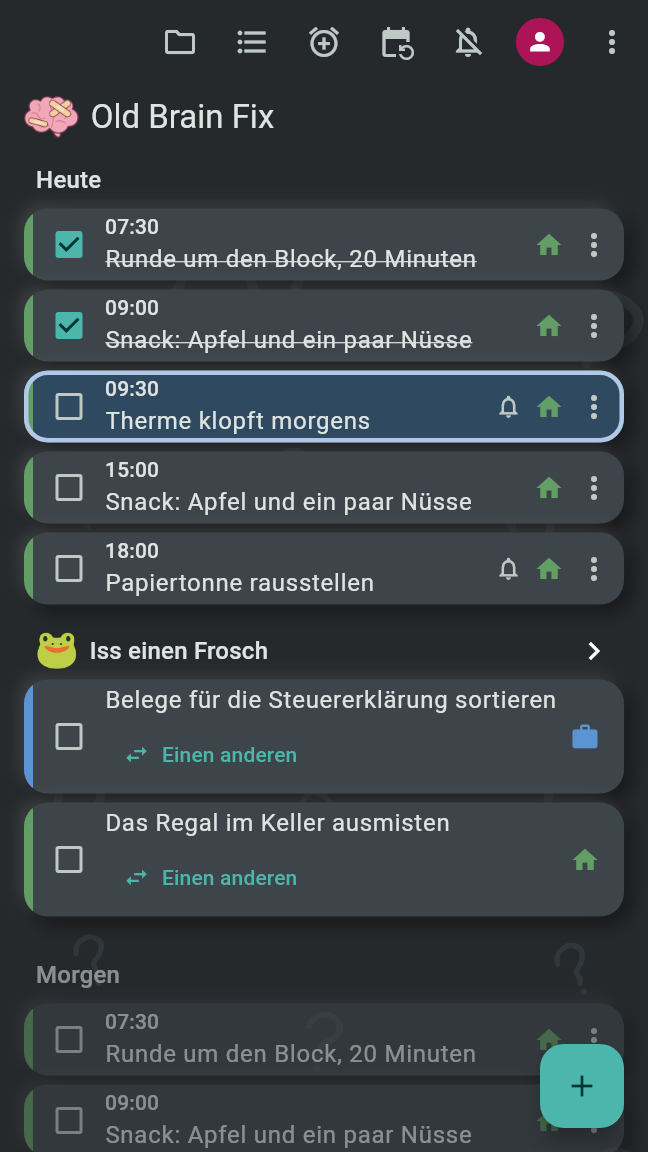 Old Brain Fix
Heute
07:30
Runde um den Block, 20 Minuten
09:00
Snack: Apfel und ein paar Nüsse
09:30
Therme klopft morgens
15:00
Snack: Apfel und ein paar Nüsse
18:00
Papiertonne rausstellen
Iss einen Frosch
Belege für die Steuererklärung sortieren
Einen anderen
Das Regal im Keller ausmisten
Einen anderen
Morgen
07:30
Runde um den Block, 20 Minuten
09:00
Snack: Apfel und ein paar Nüsse